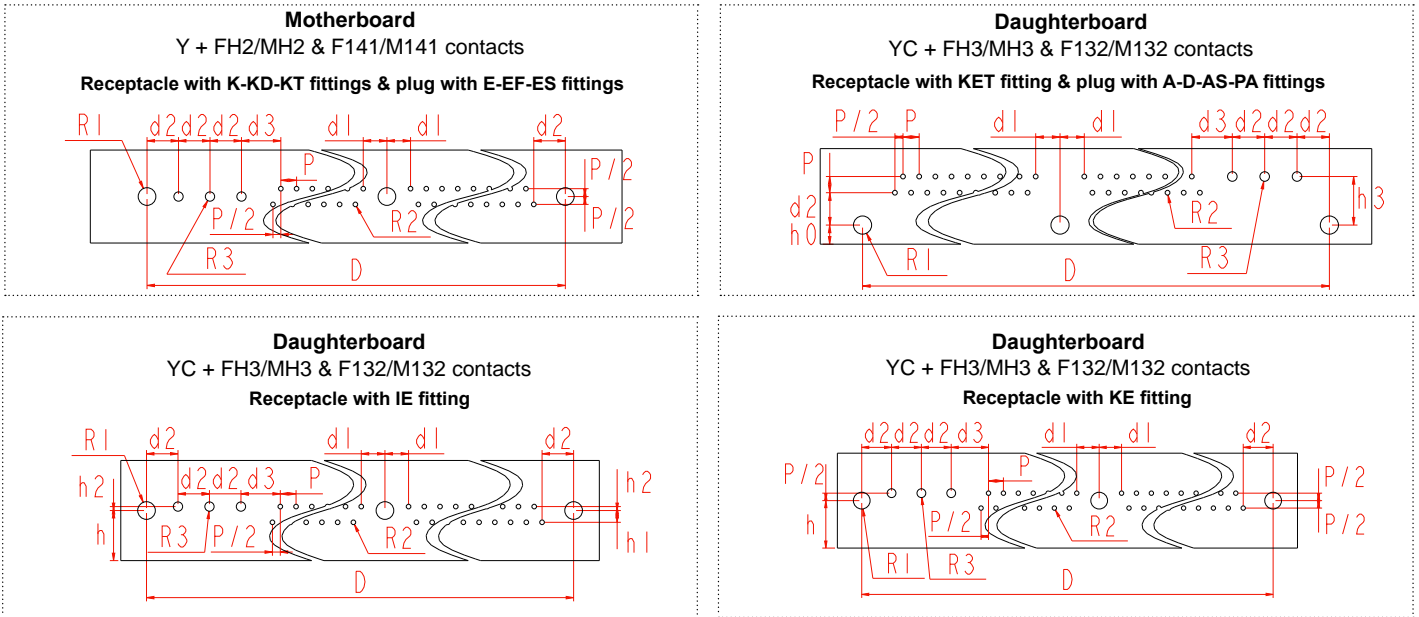 Motherboard
Y + FH2/MH2 & F141/M141 contacts
Receptacle with K-KD-KT fittings & plug with E-EF-ES fittings
R1 d2 d2 d2 d3 d1 d1 d2
P P/2
P/2 R2 P/2
R3
D
Daughterboard
YC + FH3/MH3 & F132/M132 contacts
Receptacle with KET fitting & plug with A-D-AS-PA fittings
P/2 P d1 d1 d3 d2 d2 d2
P
d2 R2 h3
h0
R1 R3
D
Daughterboard
YC + FH3/MH3 & F132/M132 contacts
Receptacle with IE fitting
R1 d2 d1 d1 d2
d2 d2 d3 P
h2 h2
h R3 P/2 R2 h1
D
Daughterboard
YC + FH3/MH3 & F132/M132 contacts
Receptacle with KE fitting
d2 d2 d2 d3 d1 d1 d2
P/2 P P/2
h P/2 R2 P/2
R1 R3
D